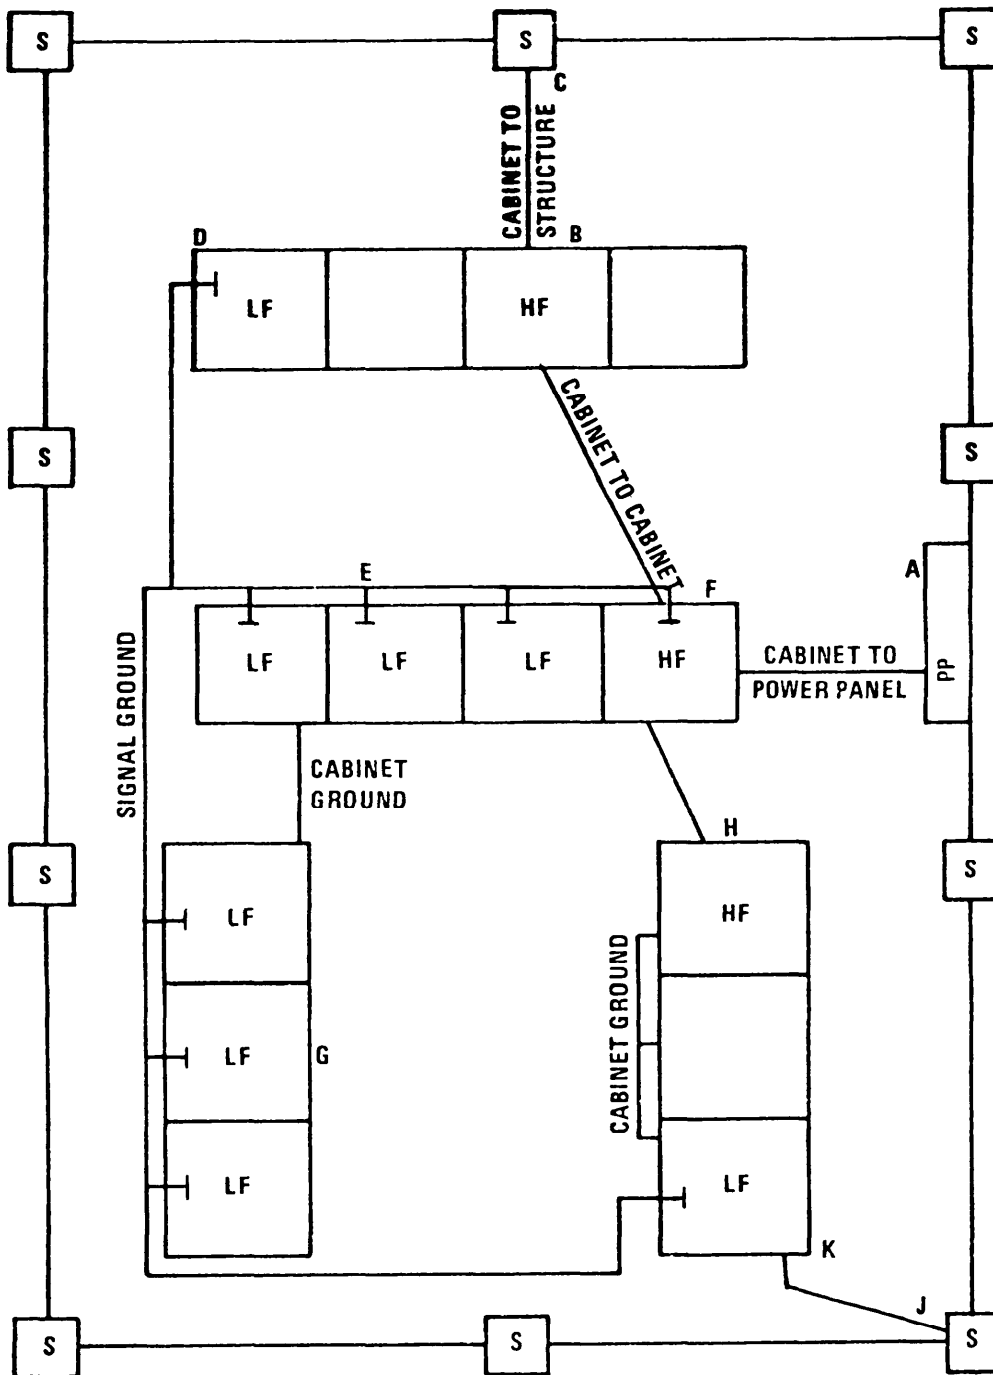 S S S
C
CABINET TO
STRUCTURE
D B
LF HF
CABINET TO CABINET
S S
A
E F
LF LF LF HF
CABINET TO
POWER PANEL
PP
SIGNAL GROUND
CABINET
GROUND
H
S S
LF HF
CABINET GROUND
LF G
LF LF
K
J
S S S